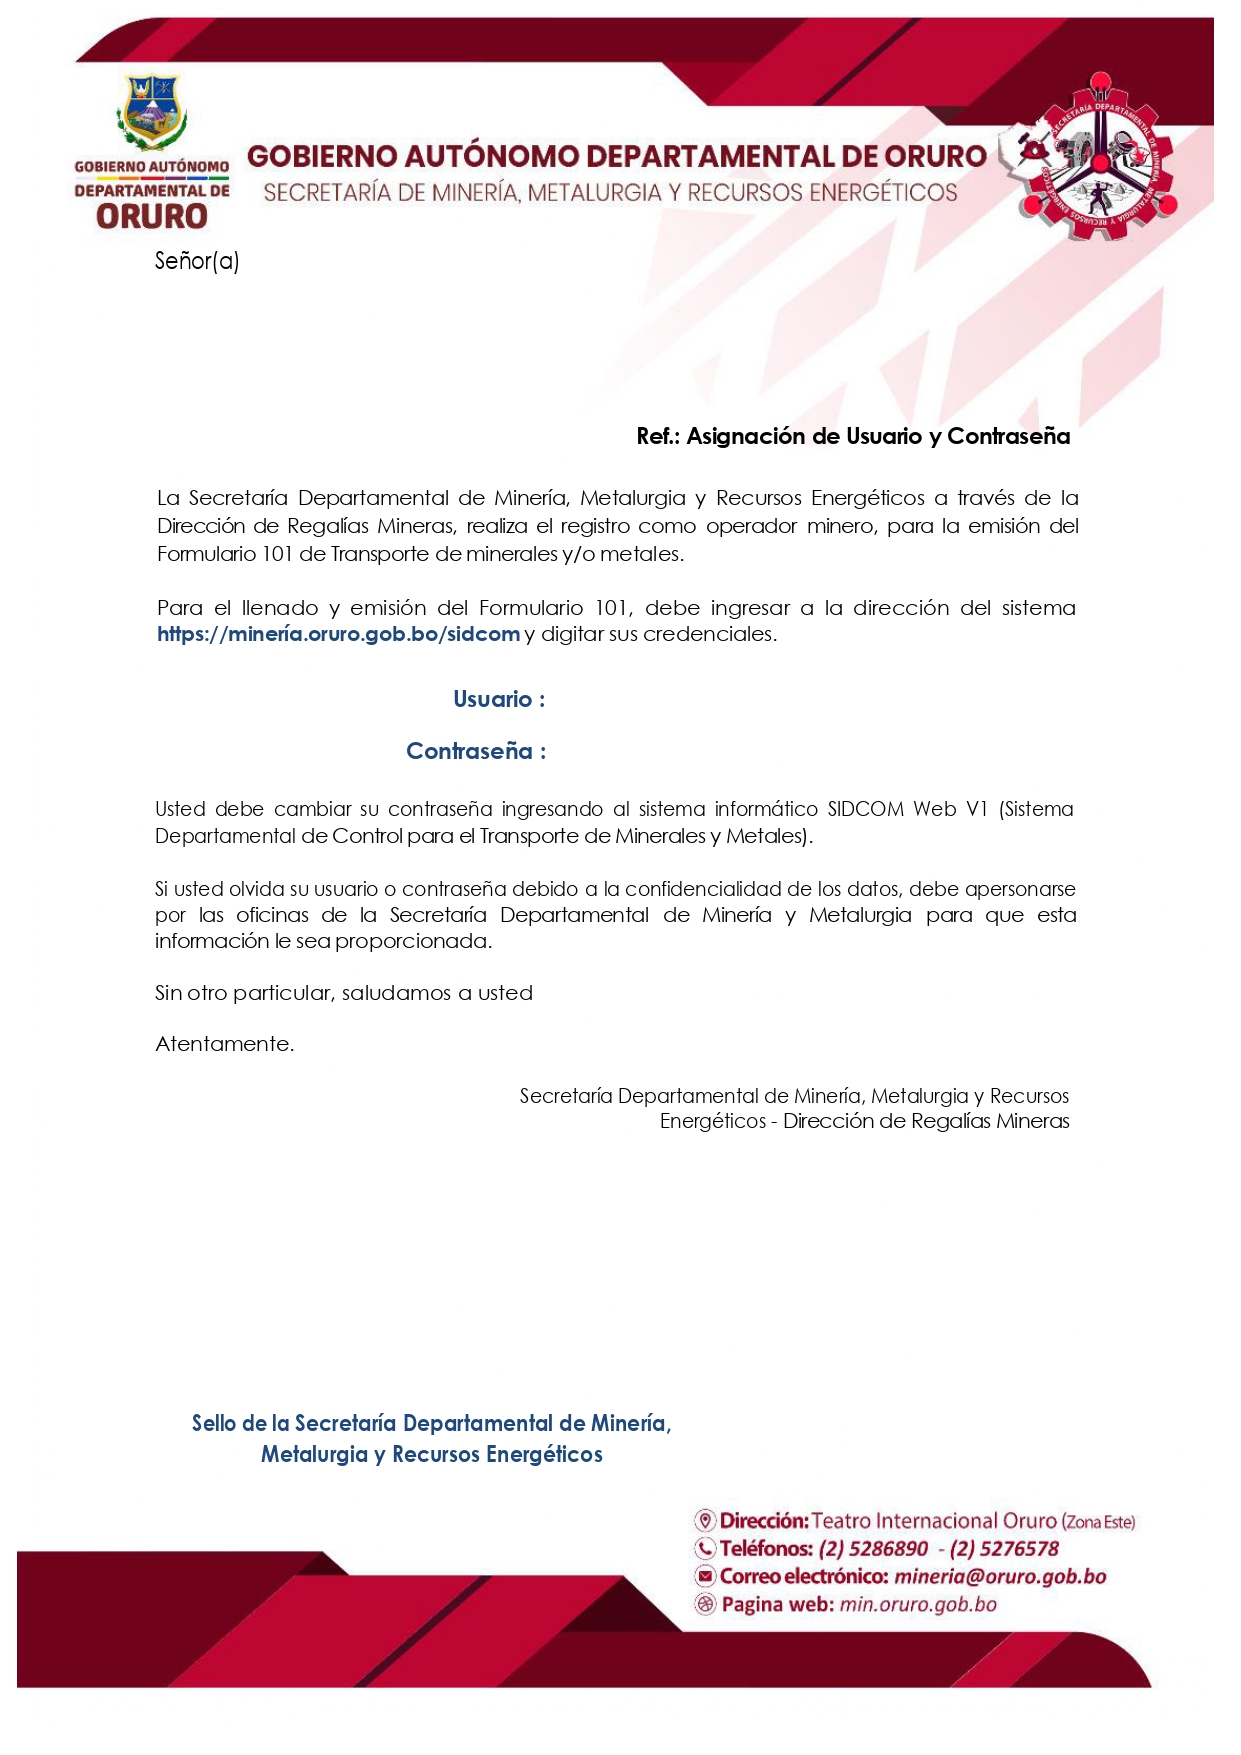 GOBIERNO AUTÓNOMO
DEPARTAMENTAL DE
ORURO
GOBIERNO AUTÓNOMO DEPARTAMENTAL DE ORURO
SECRETARÍA DE MINERÍA, METALURGIA Y RECURSOS ENERGÉTICOS
SECRETARÍA DEPARTAMENTAL DE MINERÍA, METALURGIA Y RECURSOS ENERGÉTICOS
Señor(a)
Ref.: Asignación de Usuario y Contraseña
La Secretaría Departamental de Minería, Metalurgia y Recursos Energéticos a través de la
Dirección de Regalías Mineras, realiza el registro como operador minero, para la emisión del
Formulario 101 de Transporte de minerales y/o metales.
Para el llenado y emisión del Formulario 101, debe ingresar a la dirección del sistema
https://minería.oruro.gob.bo/sidcom y digitar sus credenciales.
Usuario :
Contraseña :
Usted debe cambiar su contraseña ingresando al sistema informático SIDCOM Web V1 (Sistema
Departamental de Control para el Transporte de Minerales y Metales).
Si usted olvida su usuario o contraseña debido a la confidencialidad de los datos, debe apersonarse
por las oficinas de la Secretaría Departamental de Minería y Metalurgia para que esta
información le sea proporcionada.
Sin otro particular, saludamos a usted
Atentamente.
Secretaría Departamental de Minería, Metalurgia y Recursos
Energéticos - Dirección de Regalías Mineras
Sello de la Secretaría Departamental de Minería,
Metalurgia y Recursos Energéticos
Dirección: Teatro Internacional Oruro (Zona Este)
Teléfonos: (2) 5286890 - (2) 5276578
Correo electrónico: mineria@oruro.gob.bo
Pagina web: min.oruro.gob.bo